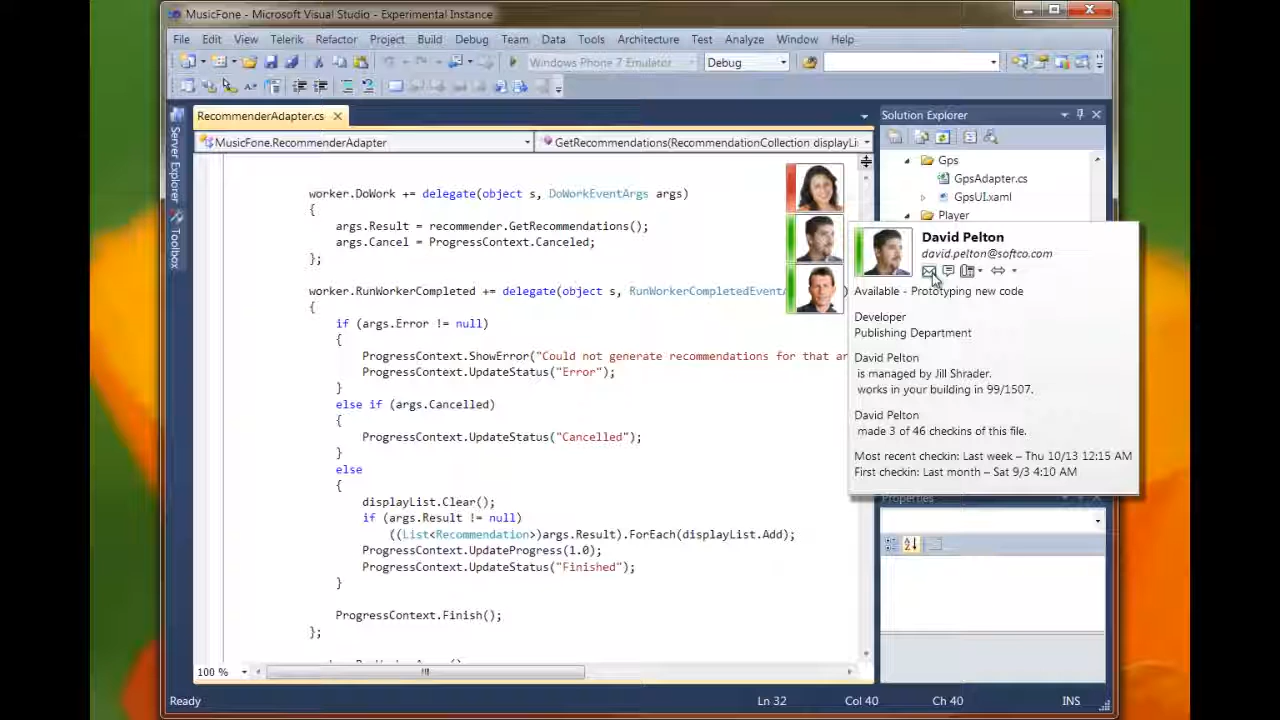 MusicFone - Microsoft Visual Studio - Experimental Instance
File Edit View Telerik Refactor Project Build Debug Team Data Tools Architecture Test Analyze Window Help
Windows Phone 7 Emulator Debug
RecommenderAdapter.cs
Solution Explorer
MusicFone.RecommenderAdapter
GetRecommendations(RecommendationCollection displayLi
Server Explorer
Toolbox
Gps
GpsAdapter.cs
GpsUI.xaml
Player
worker.DoWork += delegate(object s, DoWorkEventArgs args)
{
args.Result = recommender.GetRecommendations();
args.Cancel = ProgressContext.Canceled;
};
worker.RunWorkerCompleted += delegate(object s, RunWorkerCompletedEventA
{
if (args.Error != null)
{
ProgressContext.ShowError("Could not generate recommendations for that ar
ProgressContext.UpdateStatus("Error");
}
else if (args.Cancelled)
{
ProgressContext.UpdateStatus("Cancelled");
}
else
{
displayList.Clear();
if (args.Result != null)
((List<Recommendation>)args.Result).ForEach(displayList.Add);
ProgressContext.UpdateProgress(1.0);
ProgressContext.UpdateStatus("Finished");
}
ProgressContext.Finish();
};
David Pelton
david.pelton@softco.com
Available - Prototyping new code
Developer
Publishing Department
David Pelton
is managed by Jill Shrader.
works in your building in 99/1507.
David Pelton
made 3 of 46 checkins of this file.
Most recent checkin: Last week – Thu 10/13 12:15 AM
First checkin: Last month – Sat 9/3 4:10 AM
Properties
100 %
Ready Ln 32 Col 40 Ch 40 INS